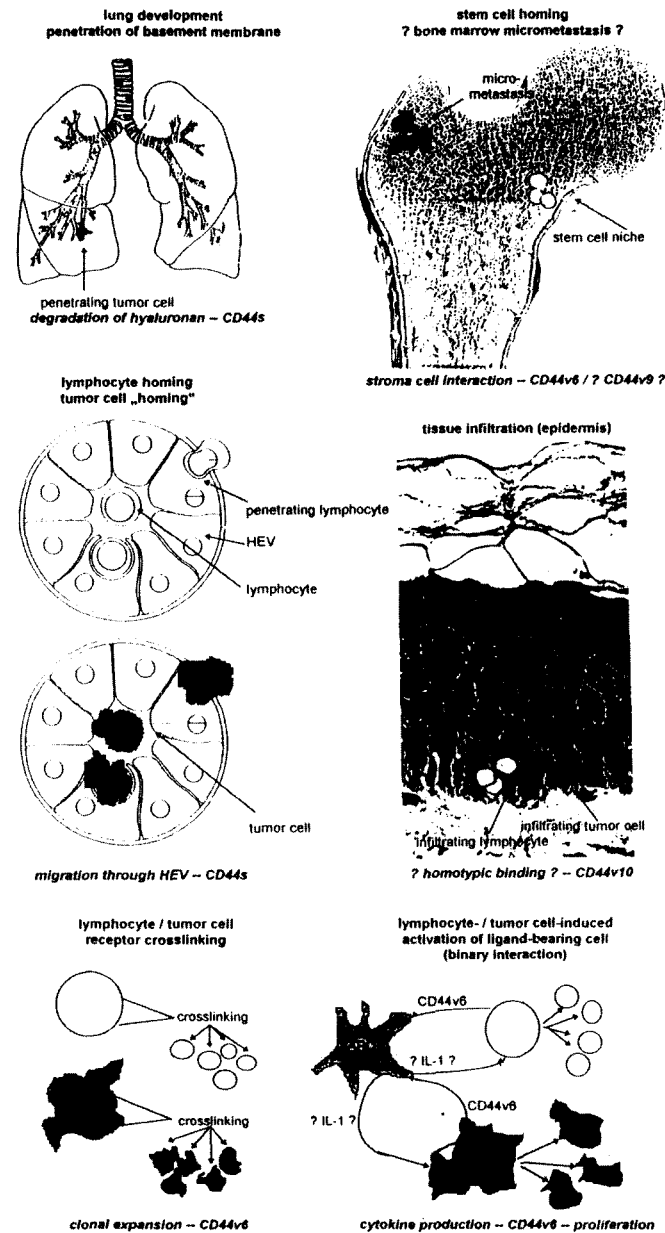 lung development
penetration of basement membrane
penetrating tumor cell
degradation of hyaluronan -- CD44s
stem cell homing
? bone marrow micrometastasis ?
micro-
metastasis
stem cell niche
stroma cell interaction -- CD44v6 / ? CD44v9 ?
lymphocyte homing
tumor cell „homing"
penetrating lymphocyte
HEV
lymphocyte
tumor cell
migration through HEV -- CD44s
tissue infiltration (epidermis)
infiltrating tumor cell
infiltrating lymphocyte
? homotypic binding ? -- CD44v10
lymphocyte / tumor cell
receptor crosslinking
crosslinking
crosslinking
clonal expansion -- CD44v6
lymphocyte- / tumor cell-induced
activation of ligand-bearing cell
(binary interaction)
CD44v6
? IL-1 ?
CD44v6
? IL-1 ?
cytokine production -- CD44v6 -- proliferation